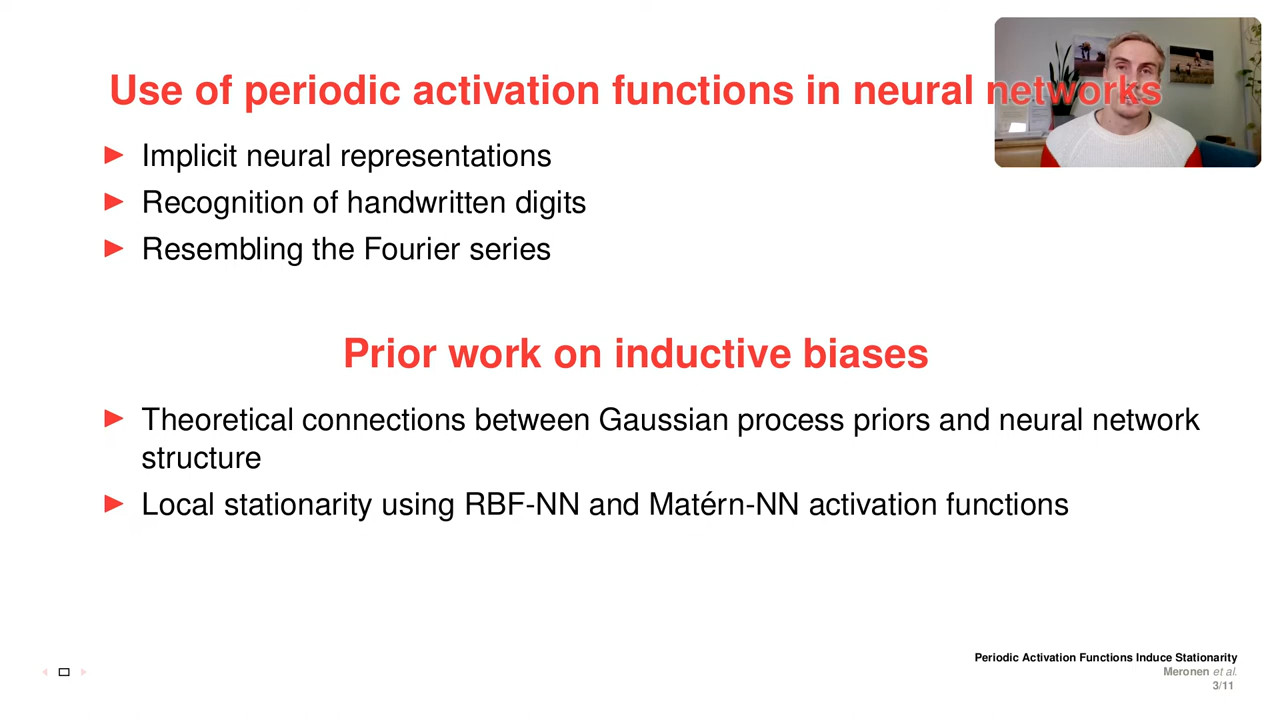 Use of periodic activation functions in neural networks
Implicit neural representations
Recognition of handwritten digits
Resembling the Fourier series
Prior work on inductive biases
Theoretical connections between Gaussian process priors and neural network
structure
Local stationarity using RBF-NN and Matérn-NN activation functions
Periodic Activation Functions Induce Stationarity
Meronen et al.
3/11